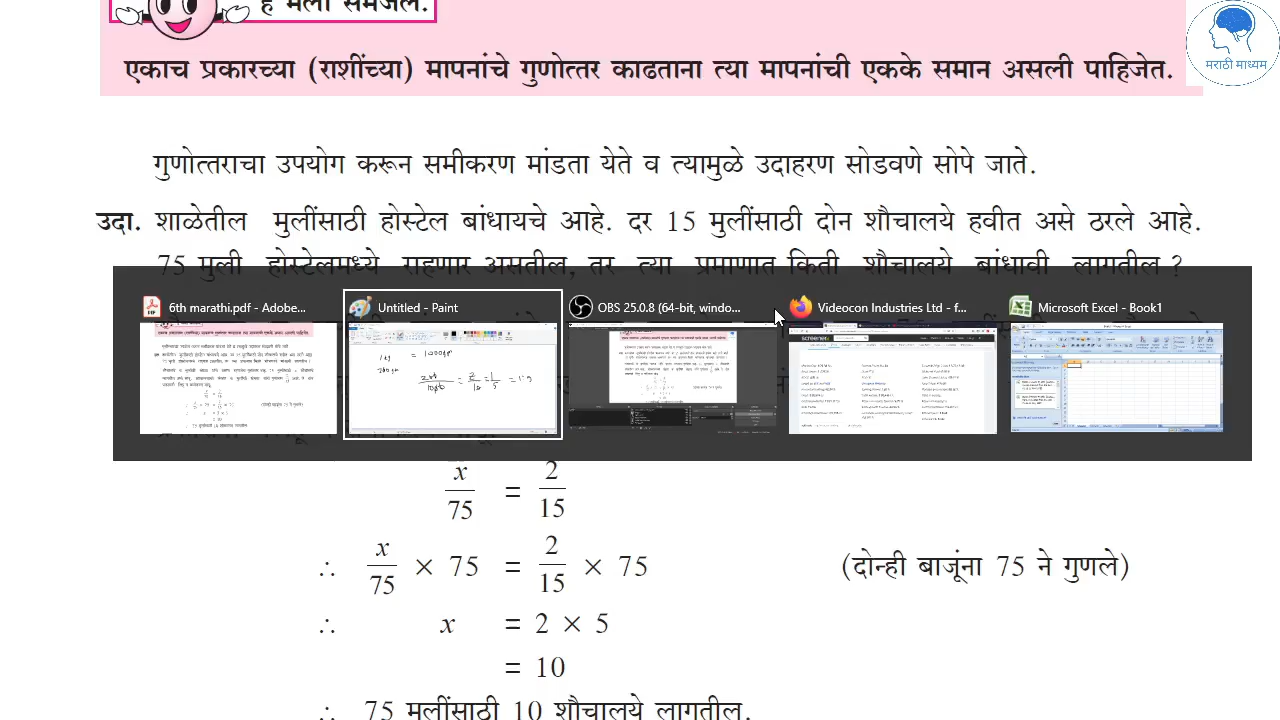 हे मला समजले.
मराठी माध्यम
एकाच प्रकारच्या (राशींच्या) मापनांचे गुणोत्तर काढताना त्या मापनांची एकके समान असली पाहिजेत.
गुणोत्तराचा उपयोग करून समीकरण मांडता येते व त्यामुळे उदाहरण सोडवणे सोपे जाते.
उदा. शाळेतील मुलींसाठी होस्टेल बांधायचे आहे. दर 15 मुलींसाठी दोन शौचालये हवीत असे ठरले आहे.
75 मुली होस्टेलमध्ये राहणार असतील, तर त्या प्रमाणात किती शौचालये बांधावी लागतील ?
6th marathi.pdf - Adobe...
Untitled - Paint
OBS 25.0.8 (64-bit, windo...
Videocon Industries Ltd - f...
Microsoft Excel - Book1
x/75 = 2/15
∴ x/75 × 75 = 2/15 × 75 (दोन्ही बाजूंना 75 ने गुणले)
∴ x = 2 × 5
= 10
∴ 75 मुलींसाठी 10 शौचालये लागतील.